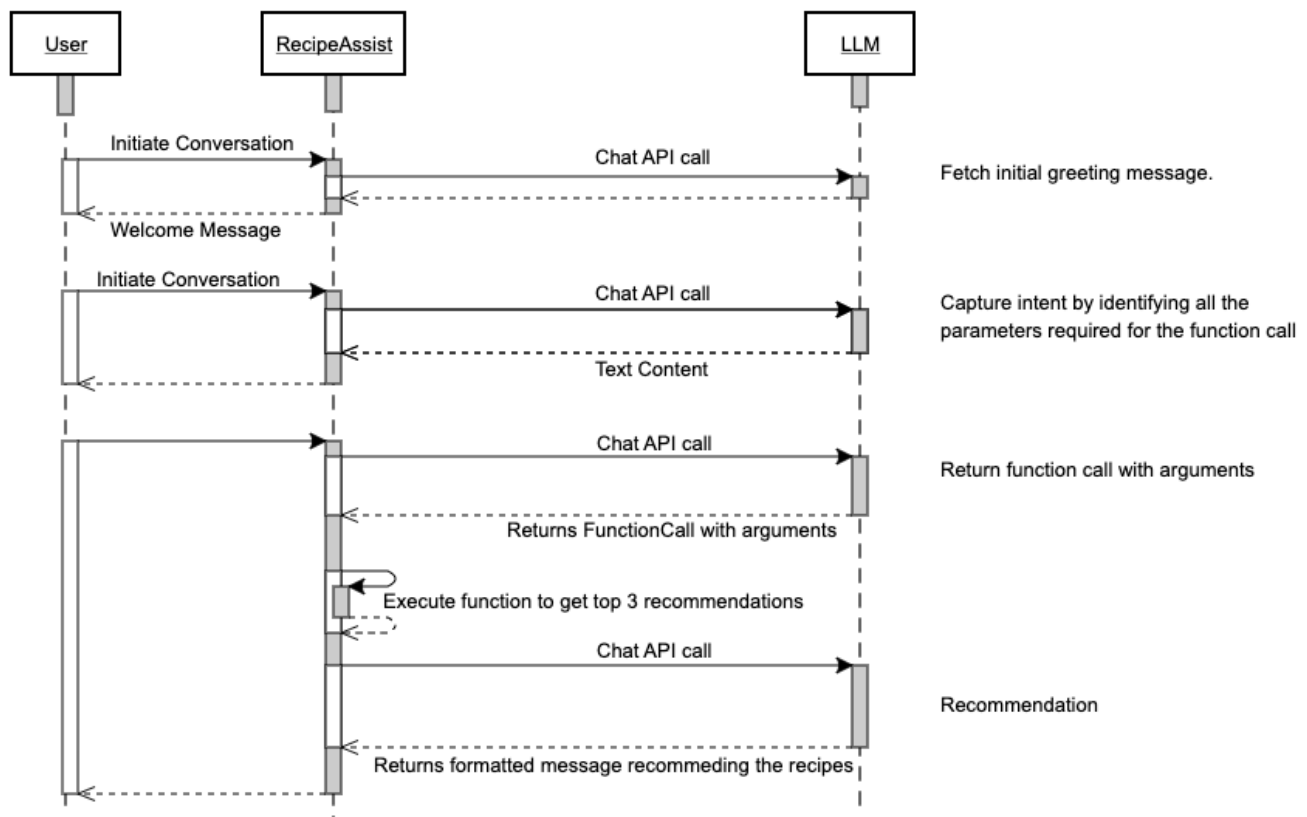 User
RecipeAssist
LLM
Initiate Conversation
Chat API call
Fetch initial greeting message.
Welcome Message
Initiate Conversation
Chat API call
Capture intent by identifying all the
parameters required for the function call
Text Content
Chat API call
Return function call with arguments
Returns FunctionCall with arguments
Execute function to get top 3 recommendations
Chat API call
Recommendation
Returns formatted message recommeding the recipes